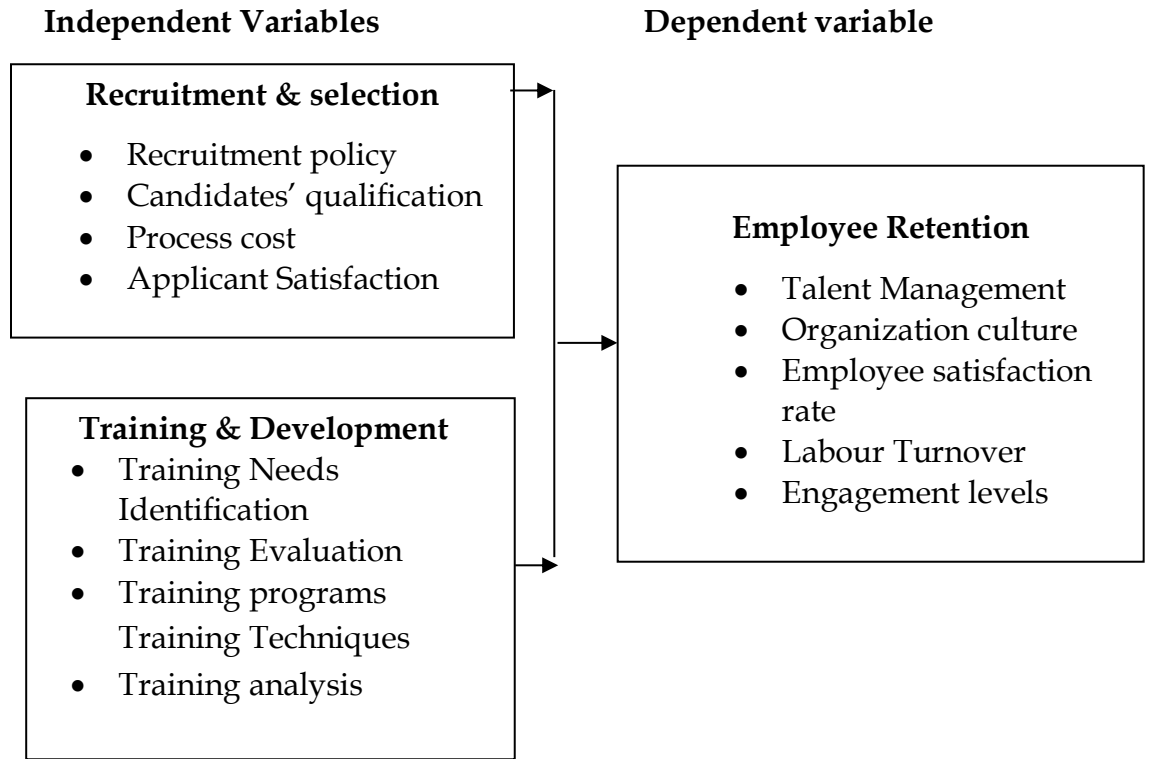 Independent Variables
Dependent variable
Recruitment & selection
• Recruitment policy
• Candidates’ qualification
• Process cost
• Applicant Satisfaction
Training & Development
• Training Needs
Identification
• Training Evaluation
• Training programs
Training Techniques
• Training analysis
Employee Retention
• Talent Management
• Organization culture
• Employee satisfaction
rate
• Labour Turnover
• Engagement levels